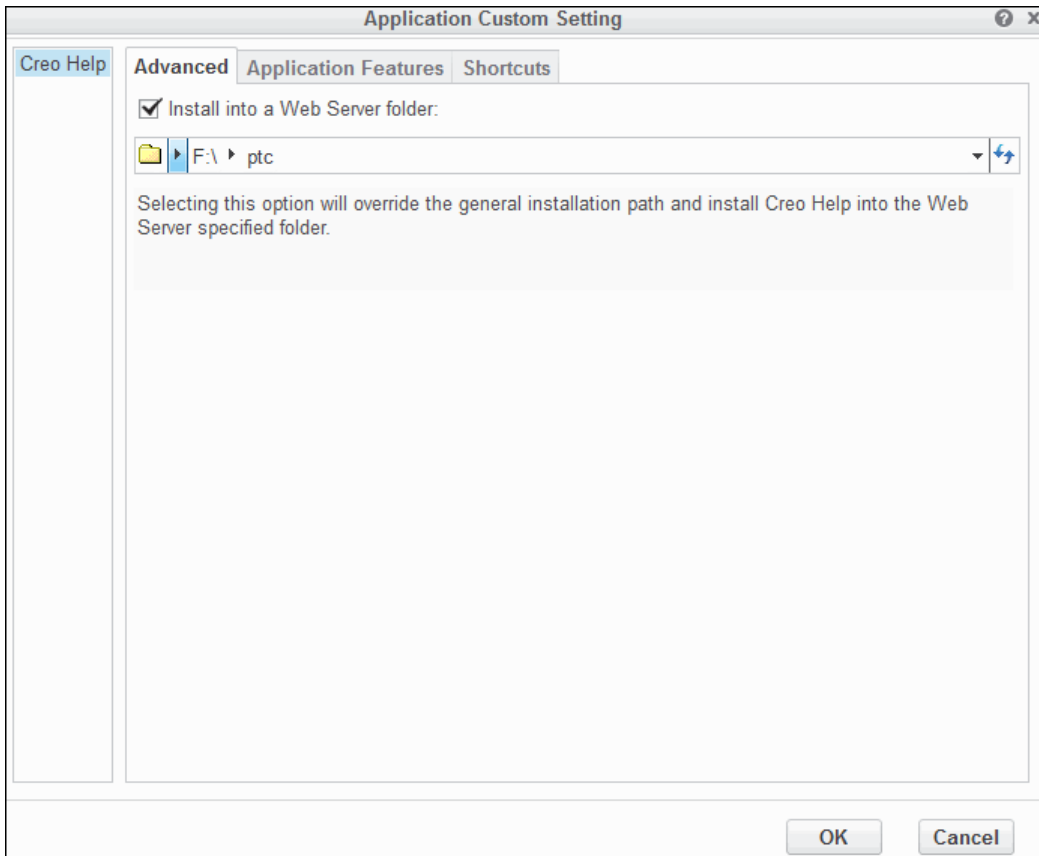 Application Custom Setting
Creo Help
Advanced Application Features Shortcuts
Install into a Web Server folder:
F:\ ptc
Selecting this option will override the general installation path and install Creo Help into the Web
Server specified folder.
OK Cancel